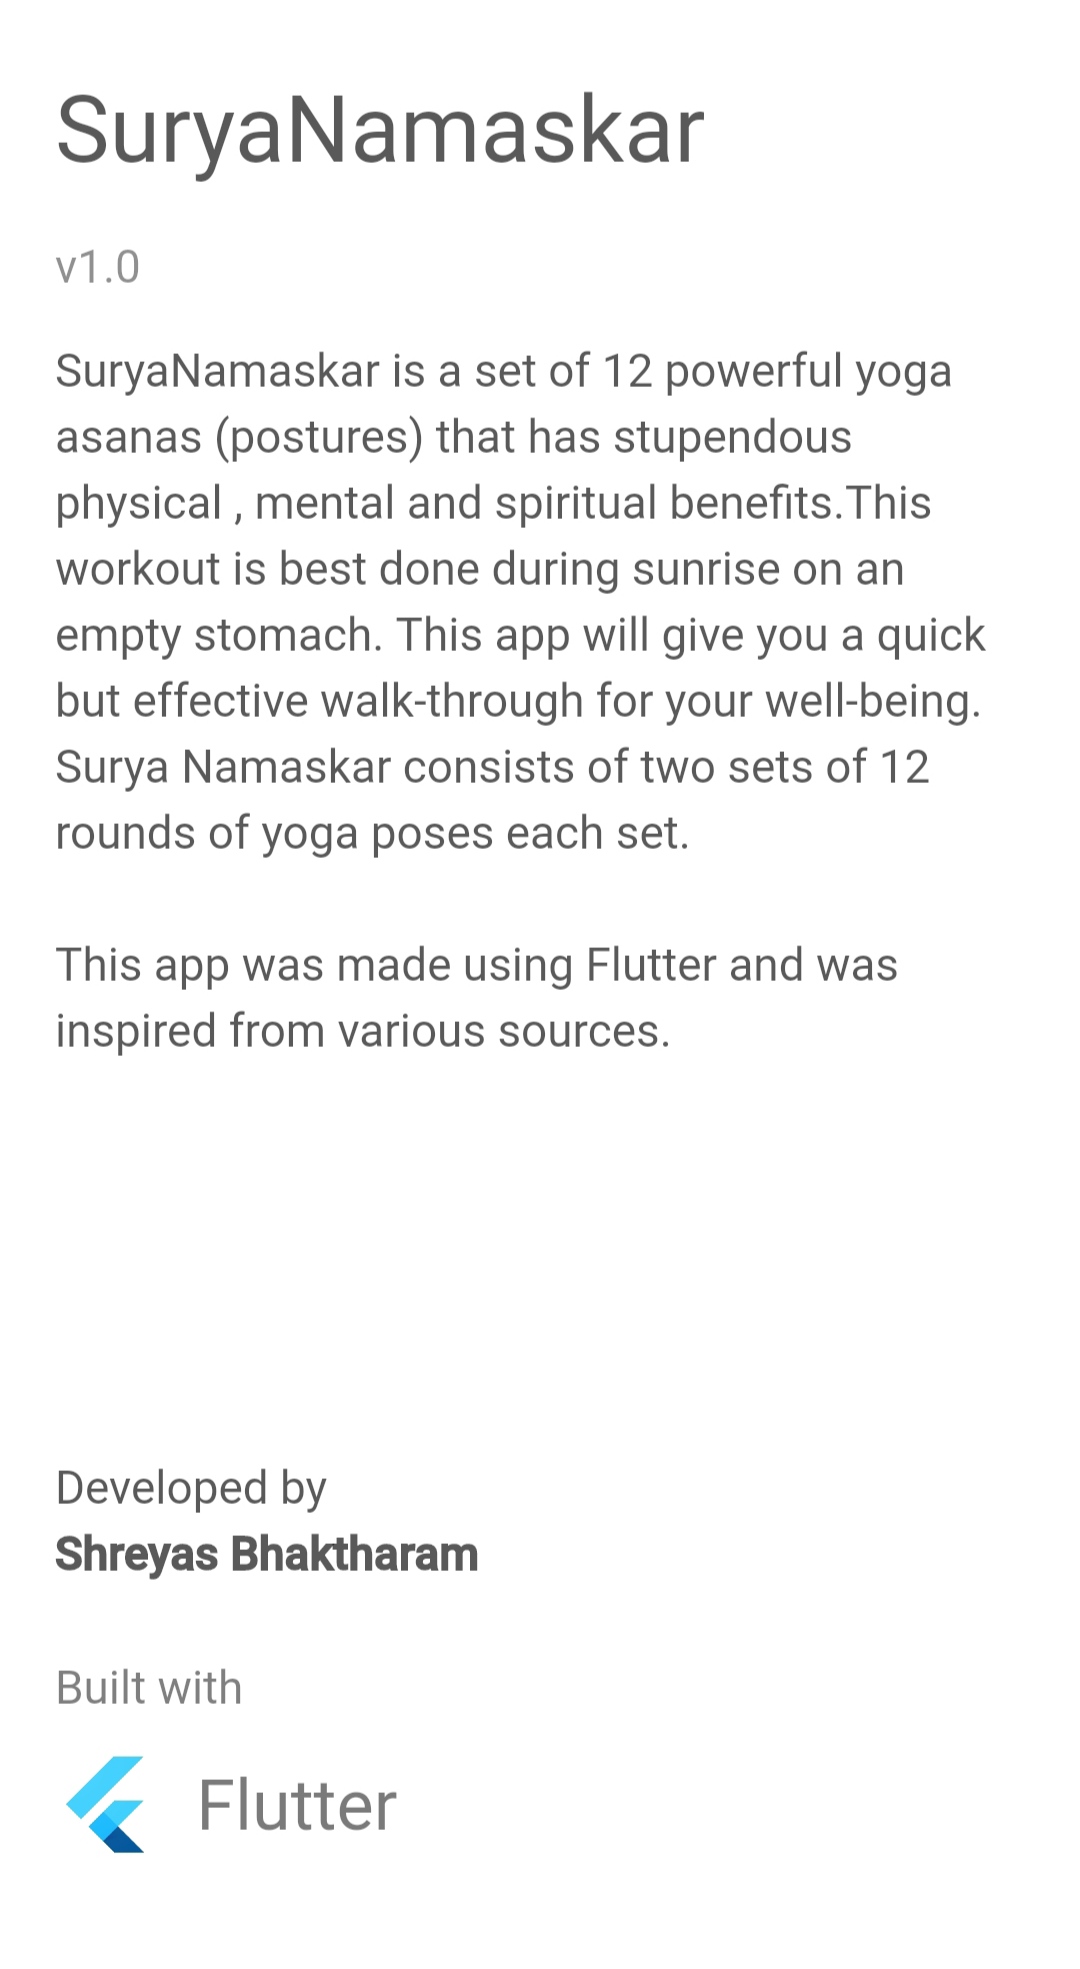 SuryaNamaskar
v1.0
SuryaNamaskar is a set of 12 powerful yoga
asanas (postures) that has stupendous
physical , mental and spiritual benefits.This
workout is best done during sunrise on an
empty stomach. This app will give you a quick
but effective walk-through for your well-being.
Surya Namaskar consists of two sets of 12
rounds of yoga poses each set.
This app was made using Flutter and was
inspired from various sources.
Developed by
Shreyas Bhaktharam
Built with
Flutter